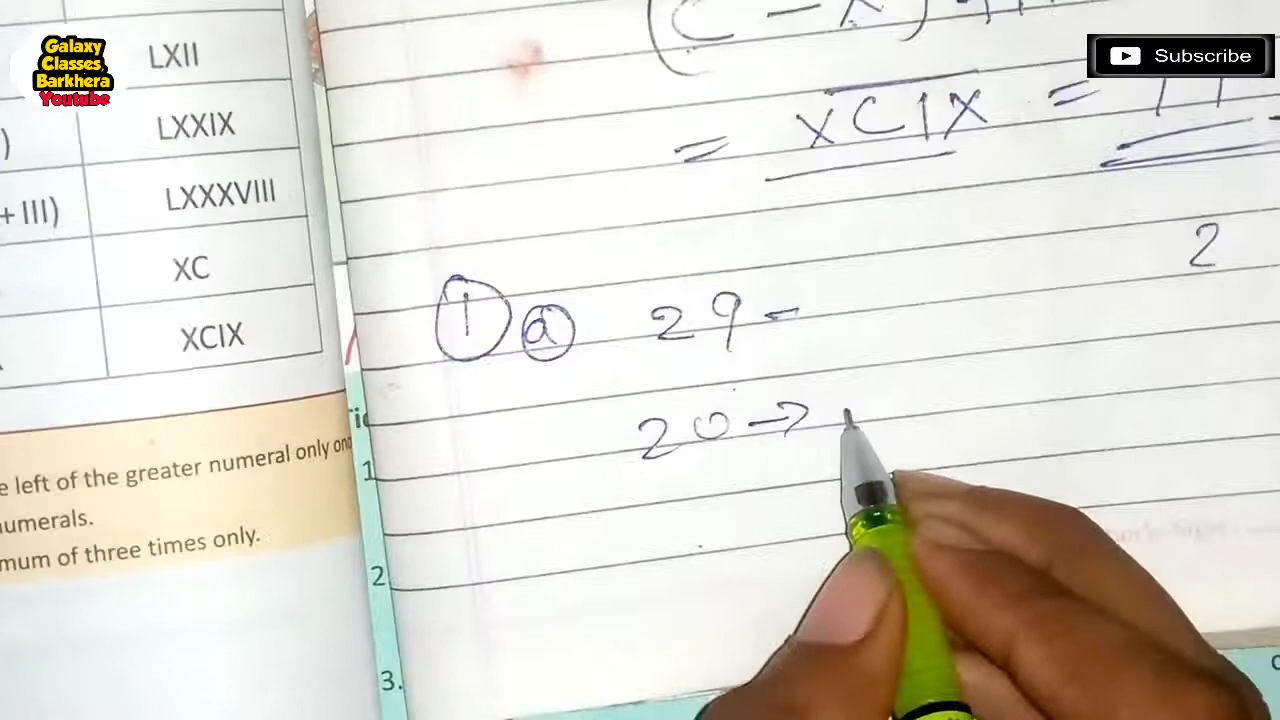 Galaxy
Classes,
Barkhera
Youtube
Subscribe
LXII
) LXXIX
+ III) LXXXVIII
XC
XCIX
= XCIX =
2
1 a 29 -
20 →
e left of the greater numeral only
numerals.
mum of three times only.
1
2
3.